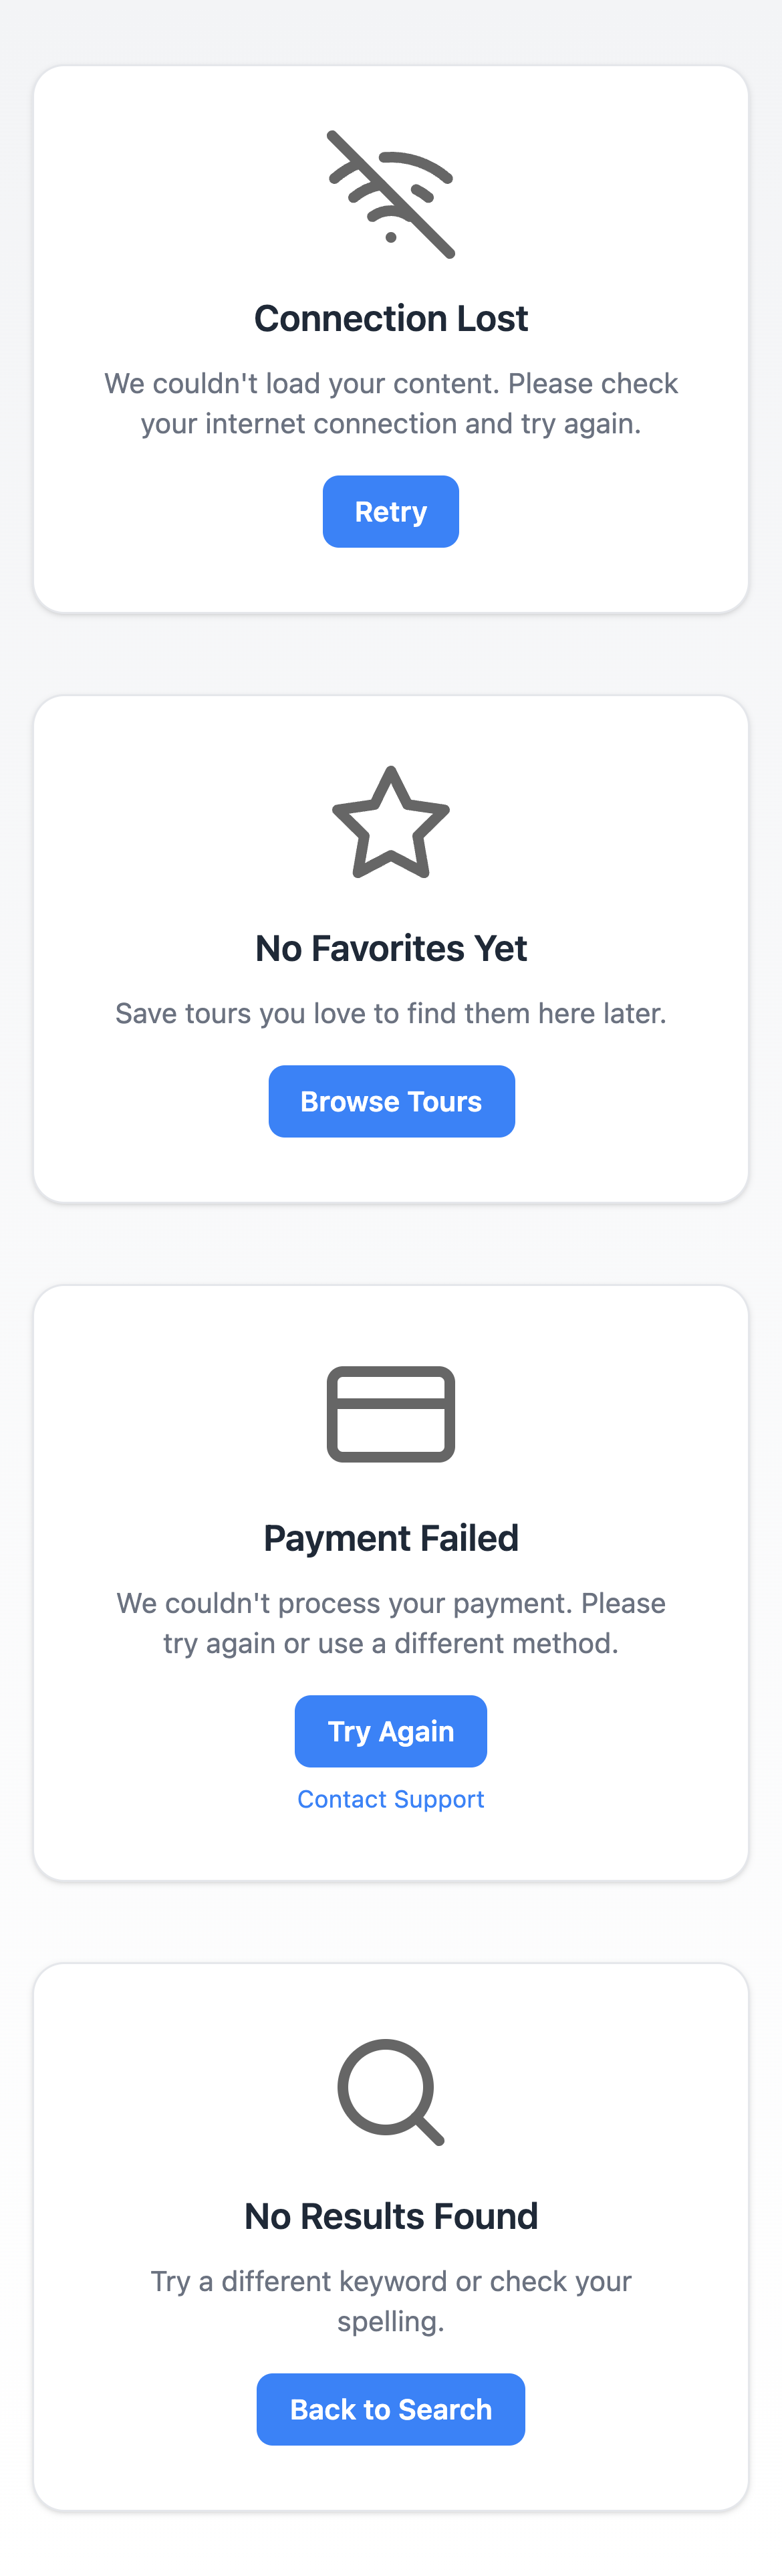 Connection Lost
We couldn't load your content. Please check
your internet connection and try again.
Retry
No Favorites Yet
Save tours you love to find them here later.
Browse Tours
Payment Failed
We couldn't process your payment. Please
try again or use a different method.
Try Again
Contact Support
No Results Found
Try a different keyword or check your
spelling.
Back to Search